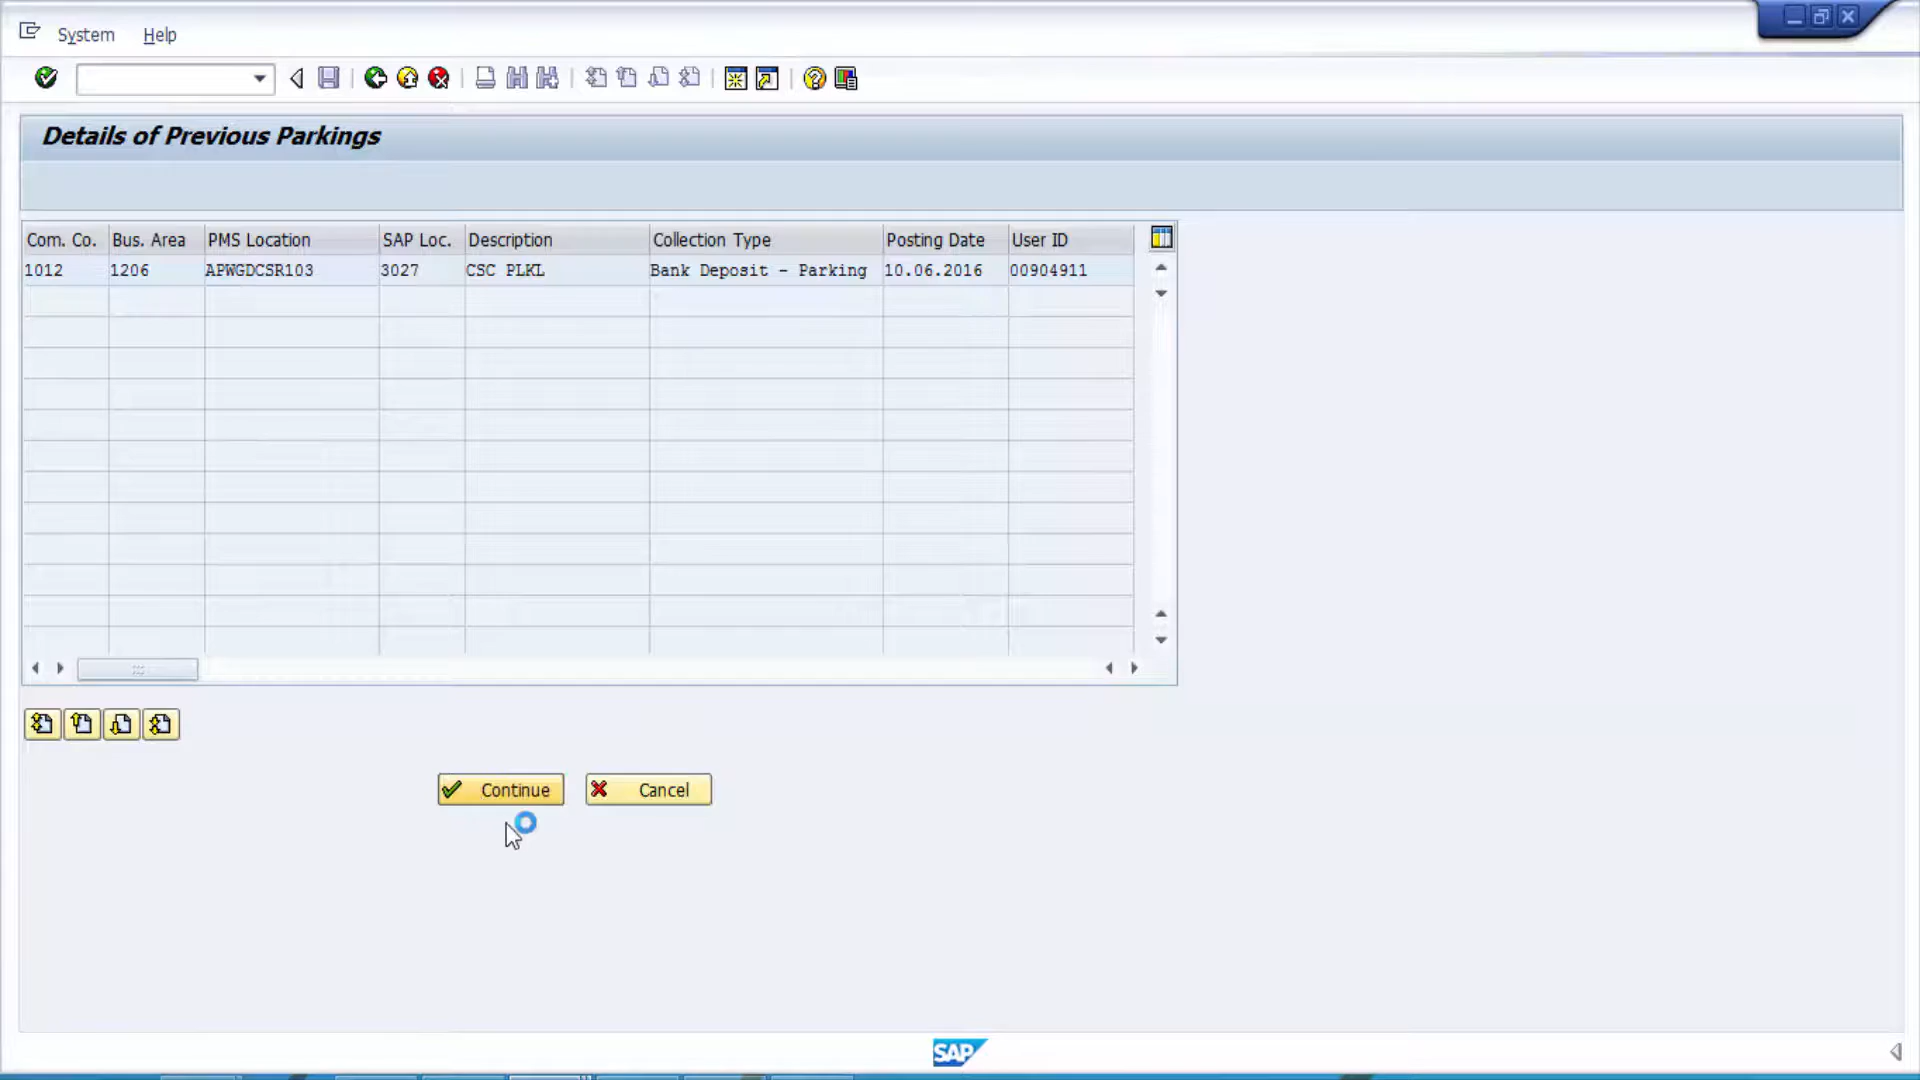 System Help
Details of Previous Parkings
Com. Co. Bus. Area PMS Location SAP Loc. Description Collection Type Posting Date User ID
1012 1206 APWGDCSR103 3027 CSC PLKL Bank Deposit - Parking 10.06.2016 00904911
Continue Cancel
SAP